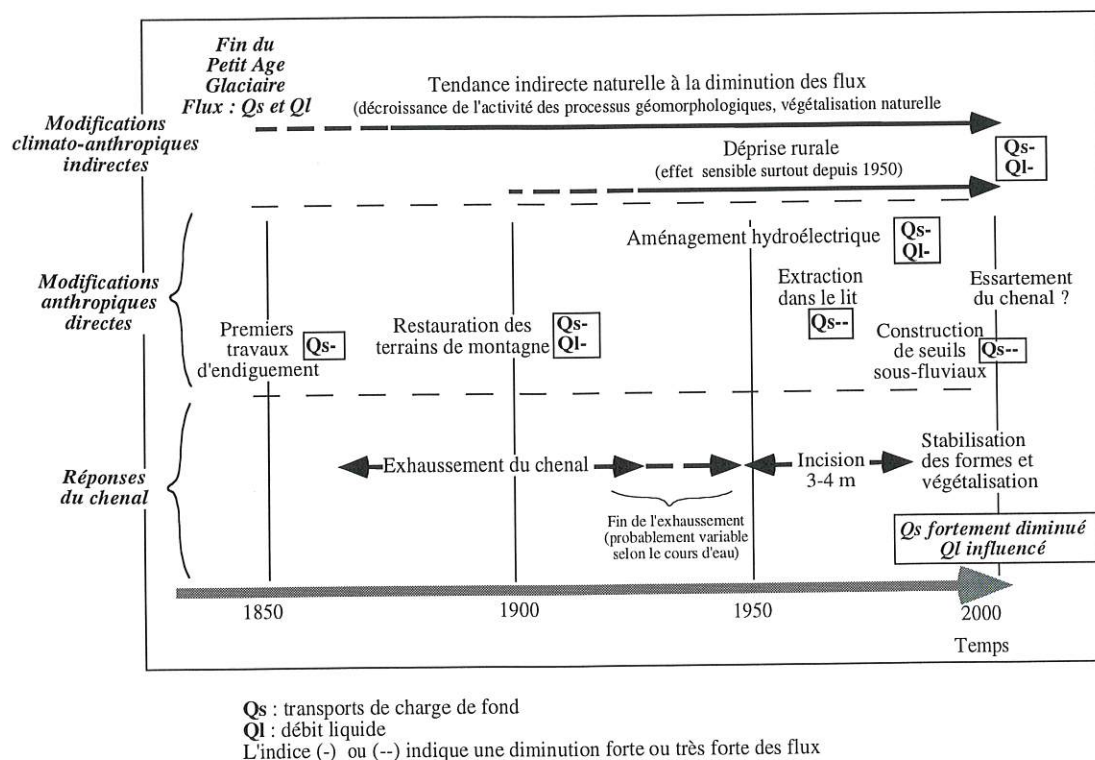 Fin du
Petit Age
Glaciaire
Flux : Qs et Ql
Tendance indirecte naturelle à la diminution des flux
(décroissance de l'activité des processus géomorphologiques, végétalisation naturelle
Modifications
climato-anthropiques
indirectes
Déprise rurale
(effet sensible surtout depuis 1950)
Qs-
Ql-
Modifications
anthropiques
directes
Aménagement hydroélectrique
Qs-
Ql-
Extraction
dans le lit
Qs--
Essartement
du chenal ?
Premiers
travaux
d'endiguement
Qs-
Restauration des
terrains de montagne
Qs-
Ql-
Construction
de seuils
sous-fluviaux
Qs--
Réponses
du chenal
Exhaussement du chenal
Incision
3-4 m
Stabilisation
des formes et
végétalisation
Fin de l'exhaussement
(probablement variable
selon le cours d'eau)
Qs fortement diminué
Ql influencé
1850
1900
1950
2000
Temps
Qs : transports de charge de fond
Ql : débit liquide
L'indice (-) ou (--) indique une diminution forte ou très forte des flux